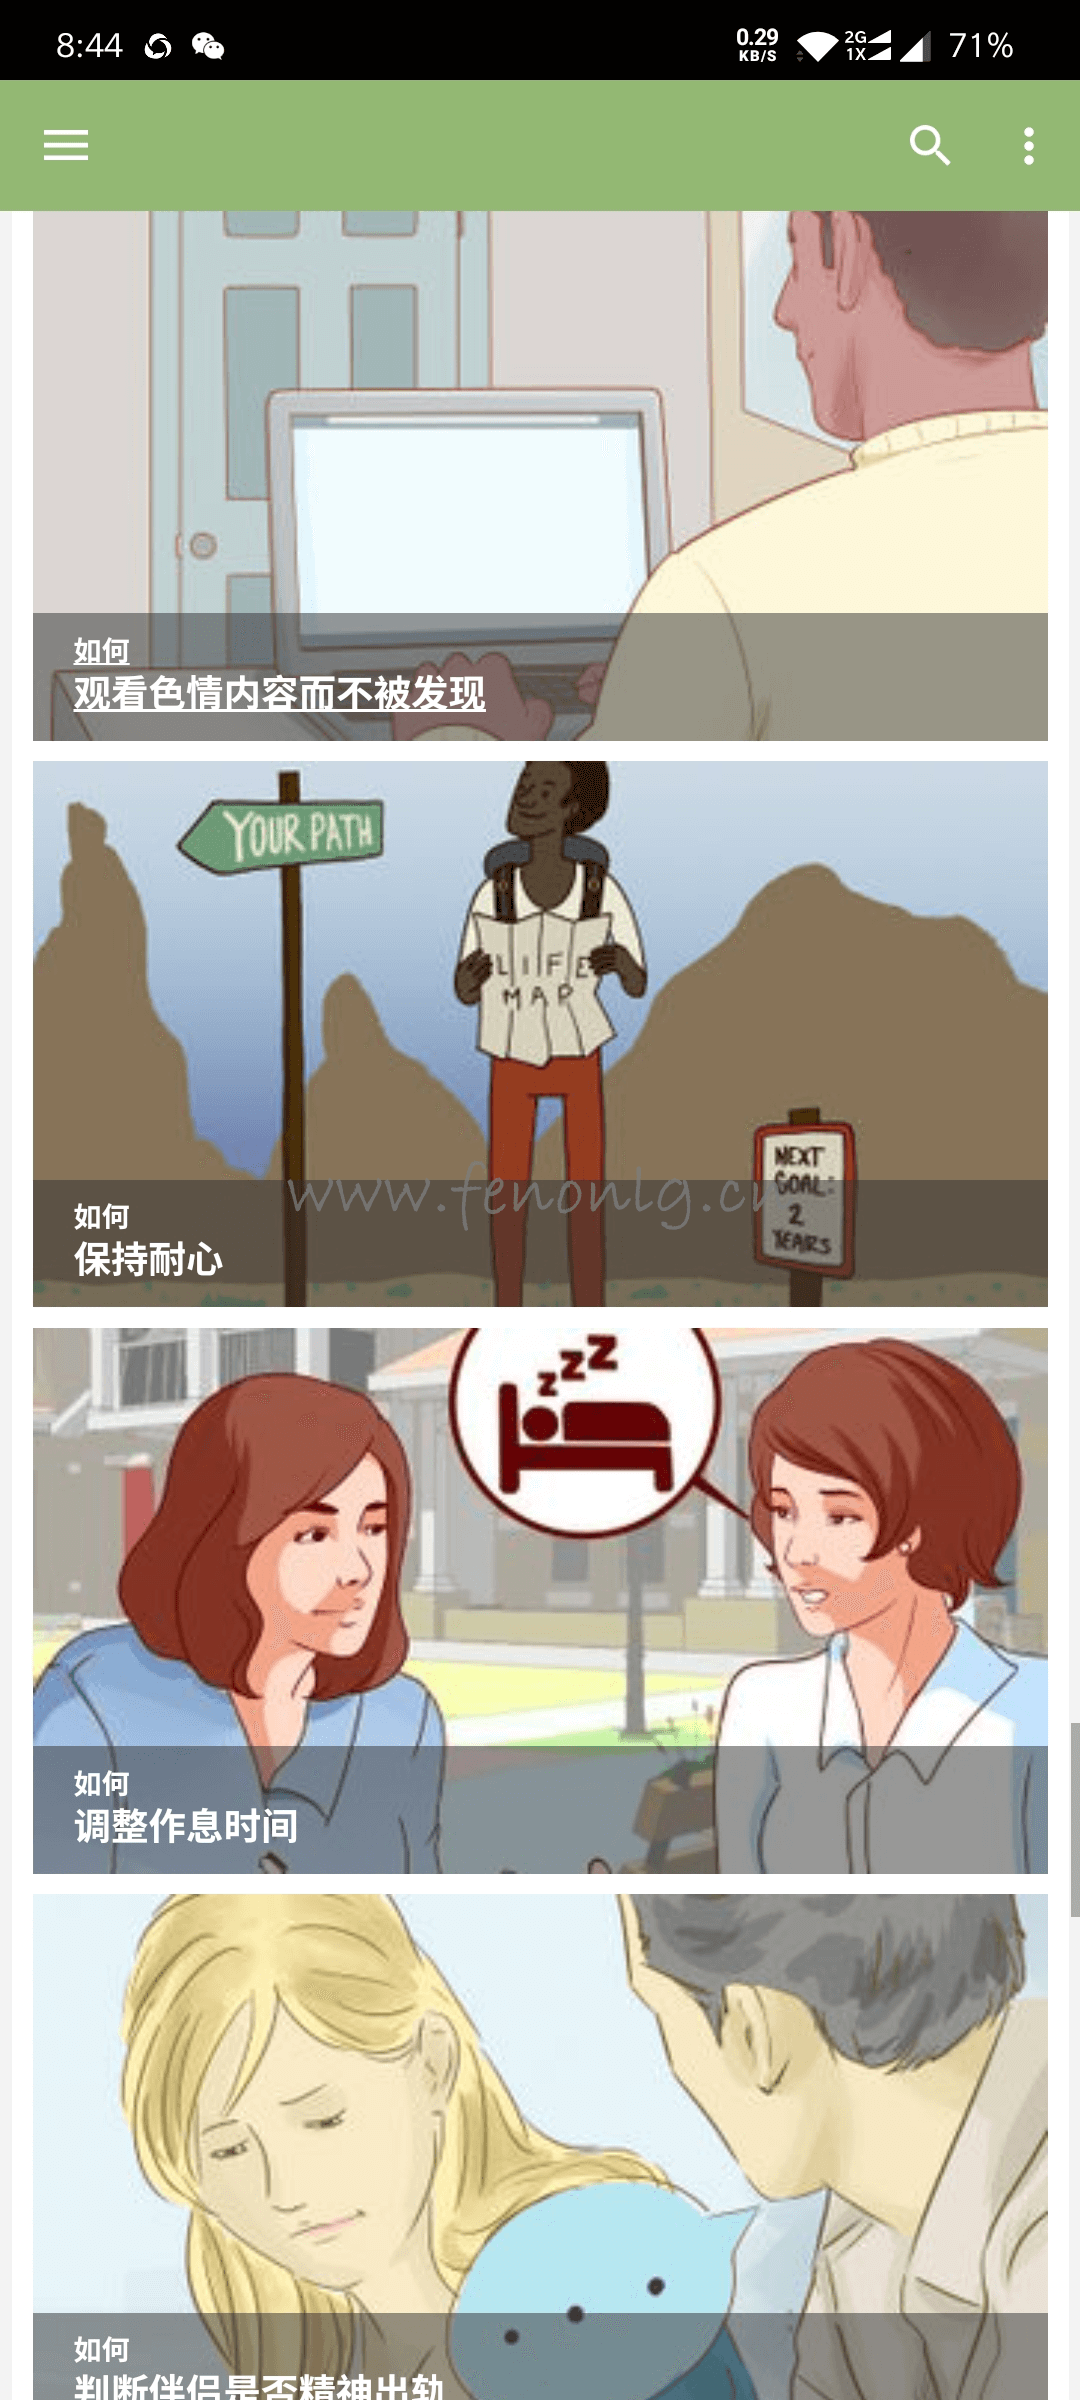 8:44
0.29
KB/S
2G
1X
71%
如何
观看色情内容而不被发现
YOUR PATH
LIFE
MAP
NEXT
GOAL:
2
YEARS
www.fenonlg.cn
如何
保持耐心
zzz
如何
调整作息时间
如何
判断伴侣是否精神出轨